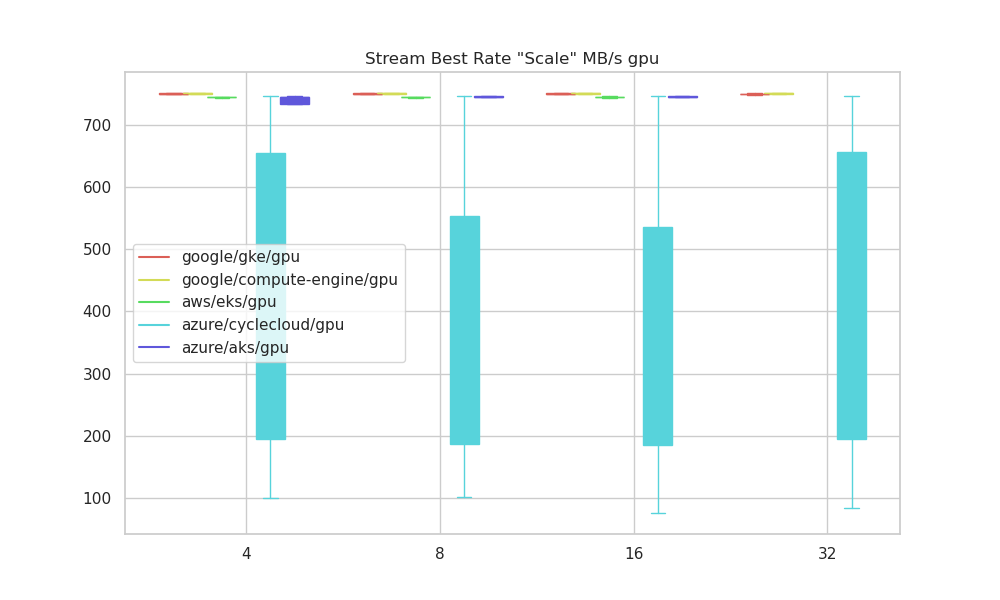 Stream Best Rate "Scale" MB/s gpu
700
600
500
400
300
200
100
google/gke/gpu
google/compute-engine/gpu
aws/eks/gpu
azure/cyclecloud/gpu
azure/aks/gpu
4 8 16 32